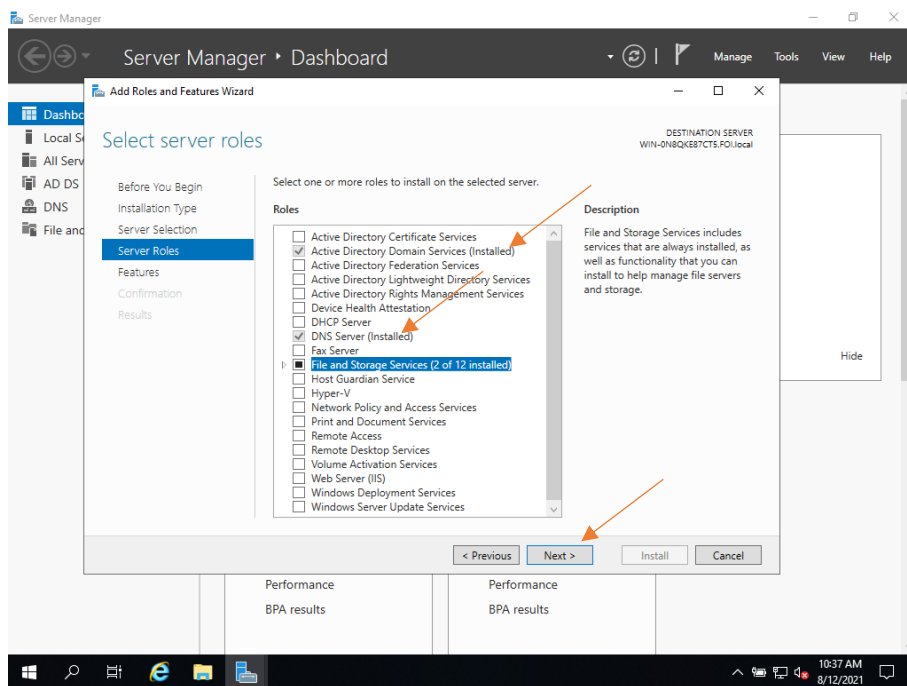 Server Manager
Server Manager • Dashboard
Manage Tools View Help
Dashbo
Local Se
All Serv
AD DS
DNS
File and
Add Roles and Features Wizard
Select server roles
DESTINATION SERVER
WIN-0N8QKE87CT5.FOI.local
Before You Begin
Installation Type
Server Selection
Server Roles
Features
Confirmation
Results
Select one or more roles to install on the selected server.
Roles
Active Directory Certificate Services
Active Directory Domain Services (Installed)
Active Directory Federation Services
Active Directory Lightweight Directory Services
Active Directory Rights Management Services
Device Health Attestation
DHCP Server
DNS Server (Installed)
Fax Server
File and Storage Services (2 of 12 installed)
Host Guardian Service
Hyper-V
Network Policy and Access Services
Print and Document Services
Remote Access
Remote Desktop Services
Volume Activation Services
Web Server (IIS)
Windows Deployment Services
Windows Server Update Services
Description
File and Storage Services includes
services that are always installed, as
well as functionality that you can
install to help manage file servers
and storage.
Hide
< Previous Next > Install Cancel
Performance
BPA results
Performance
BPA results
10:37 AM
8/12/2021